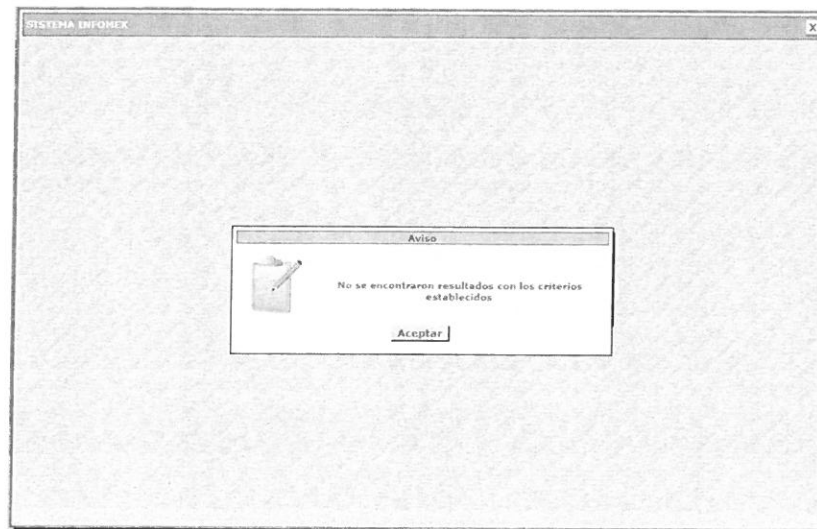 SISTEMA INFOMEX
X
Aviso
No se encontraron resultados con los criterios
establecidos
Aceptar